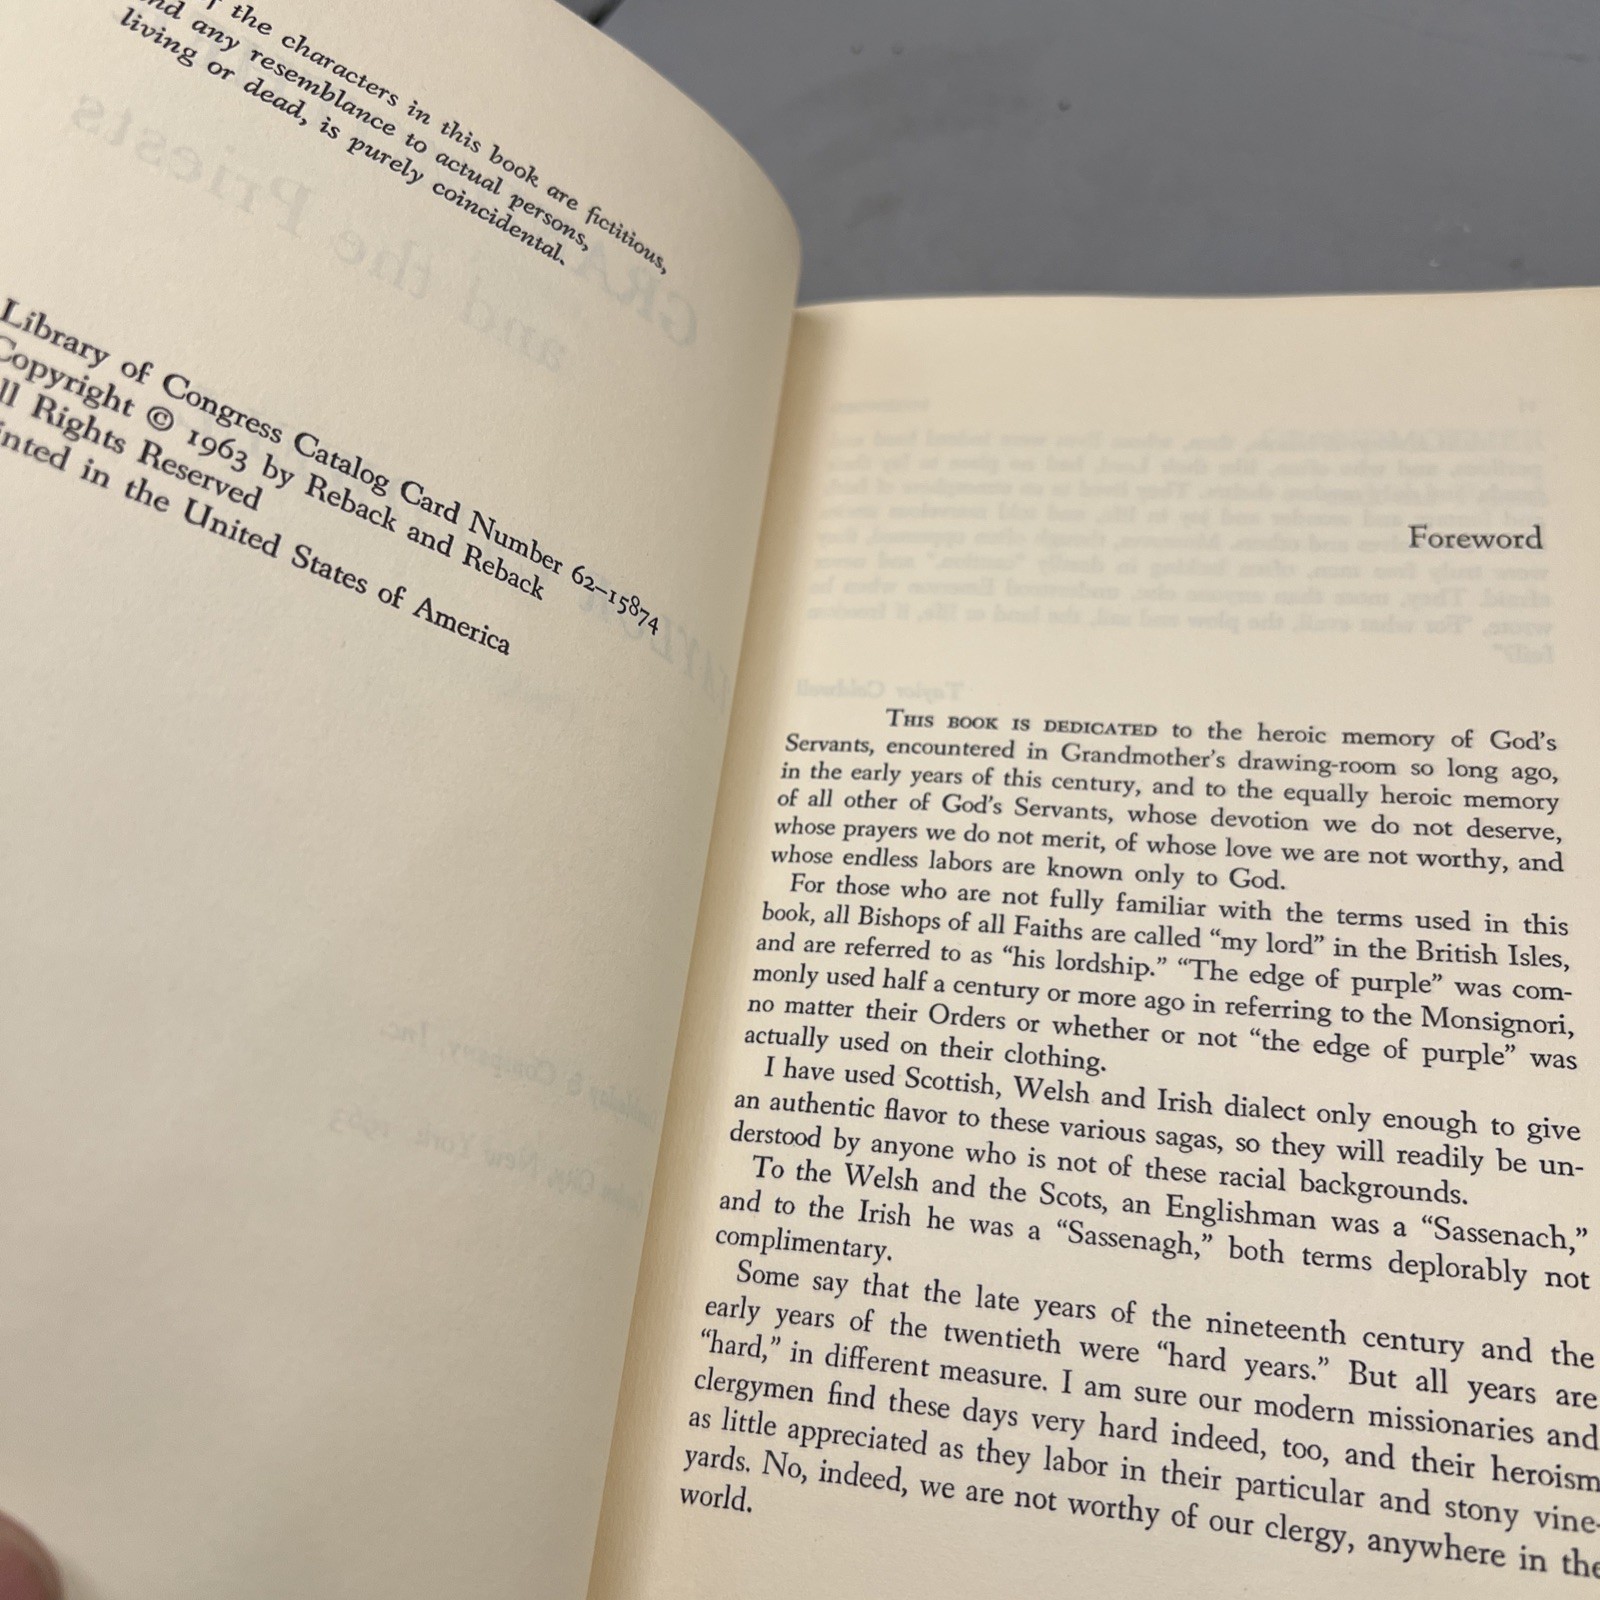 the characters in this book are fictitious,
and any resemblance to actual persons,
living or dead, is purely coincidental.
Library of Congress Catalog Card Number 62–15874
Copyright © 1963 by Reback and Reback
All Rights Reserved
Printed in the United States of America
Foreword
THIS BOOK IS DEDICATED to the heroic memory of God's
Servants, encountered in Grandmother's drawing-room so long ago,
in the early years of this century, and to the equally heroic memory
of all other of God's Servants, whose devotion we do not deserve,
whose prayers we do not merit, of whose love we are not worthy, and
whose endless labors are known only to God.
For those who are not fully familiar with the terms used in this
book, all Bishops of all Faiths are called “my lord” in the British Isles,
and are referred to as “his lordship.” “The edge of purple” was com-
monly used half a century or more ago in referring to the Monsignori,
no matter their Orders or whether or not “the edge of purple” was
actually used on their clothing.
I have used Scottish, Welsh and Irish dialect only enough to give
an authentic flavor to these various sagas, so they will readily be un-
derstood by anyone who is not of these racial backgrounds.
To the Welsh and the Scots, an Englishman was a “Sassenach,”
and to the Irish he was a “Sassenagh,” both terms deplorably not
complimentary.
Some say that the late years of the nineteenth century and the
early years of the twentieth were “hard years.” But all years are
“hard,” in different measure. I am sure our modern missionaries and
clergymen find these days very hard indeed, too, and their heroism
as little appreciated as they labor in their particular and stony vine-
yards. No, indeed, we are not worthy of our clergy, anywhere in the
world.